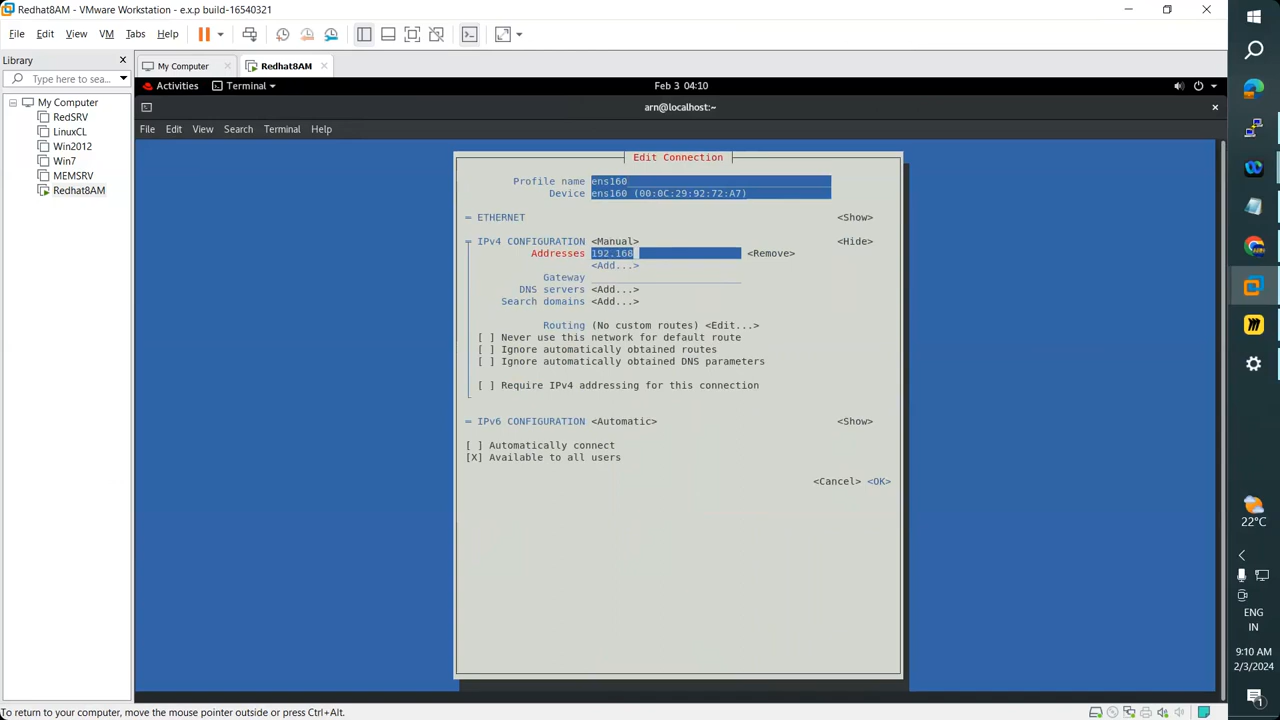 Redhat8AM - VMware Workstation - e.x.p build-16540321
File Edit View VM Tabs Help
Library
Type here to sea...
My Computer
RedSRV
LinuxCL
Win2012
Win7
MEMSRV
Redhat8AM
My Computer
Redhat8AM
Activities Terminal Feb 3 04:10
arn@localhost:~
File Edit View Search Terminal Help
Edit Connection
Profile name ens160
Device ens160 (00:0C:29:92:72:A7)
= ETHERNET <Show>
IPv4 CONFIGURATION <Manual> <Hide>
Addresses 192.168 <Remove>
<Add...>
Gateway
DNS servers <Add...>
Search domains <Add...>
Routing (No custom routes) <Edit...>
[ ] Never use this network for default route
[ ] Ignore automatically obtained routes
[ ] Ignore automatically obtained DNS parameters
[ ] Require IPv4 addressing for this connection
= IPv6 CONFIGURATION <Automatic> <Show>
[ ] Automatically connect
[X] Available to all users
<Cancel> <OK>
To return to your computer, move the mouse pointer outside or press Ctrl+Alt.
22°C
ENG
IN
9:10 AM
2/3/2024
1